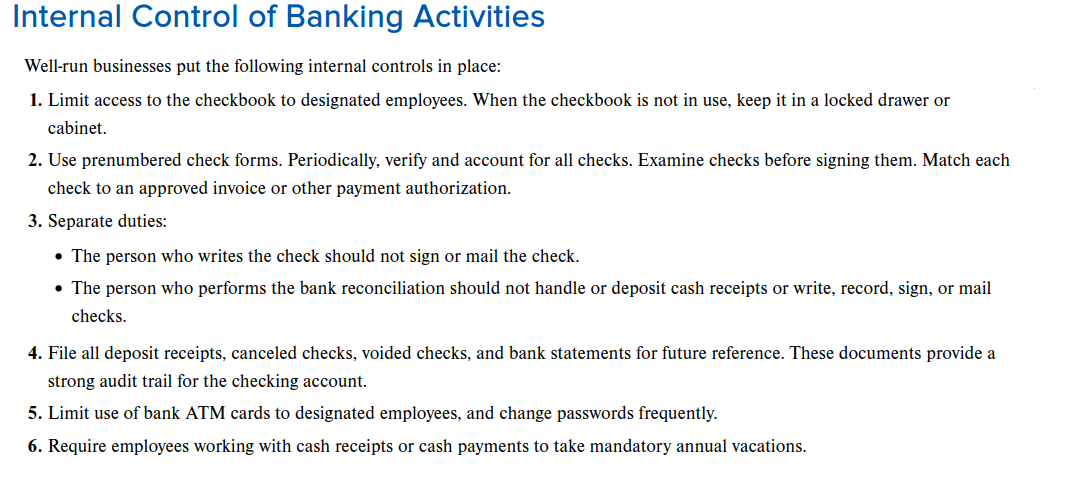 Internal Control of Banking Activities
Well-run businesses put the following internal controls in place:
1. Limit access to the checkbook to designated employees. When the checkbook is not in use, keep it in a locked drawer or
cabinet.
2. Use prenumbered check forms. Periodically, verify and account for all checks. Examine checks before signing them. Match each
check to an approved invoice or other payment authorization.
3. Separate duties:
• The person who writes the check should not sign or mail the check.
• The person who performs the bank reconciliation should not handle or deposit cash receipts or write, record, sign, or mail
checks.
4. File all deposit receipts, canceled checks, voided checks, and bank statements for future reference. These documents provide a
strong audit trail for the checking account.
5. Limit use of bank ATM cards to designated employees, and change passwords frequently.
6. Require employees working with cash receipts or cash payments to take mandatory annual vacations.